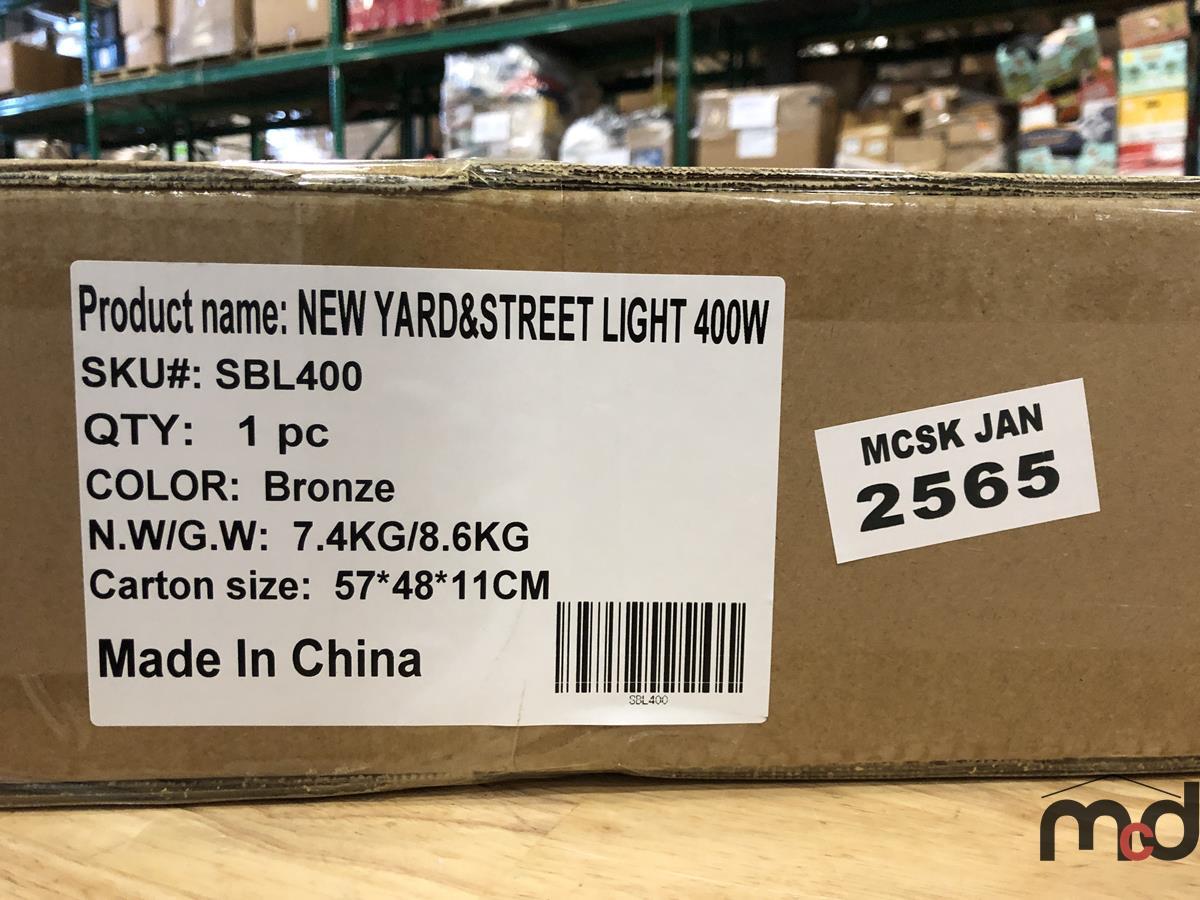 Product name: NEW YARD&STREET LIGHT 400W
SKU#: SBL400
QTY: 1 pc
COLOR: Bronze
N.W/G.W: 7.4KG/8.6KG
Carton size: 57*48*11CM
Made In China
SBL400
MCSK JAN
2565
mcd